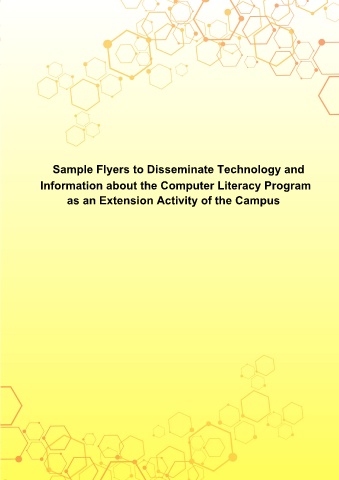 Sample Flyers to Disseminate Technology and
Information about the Computer Literacy Program
as an Extension Activity of the Campus